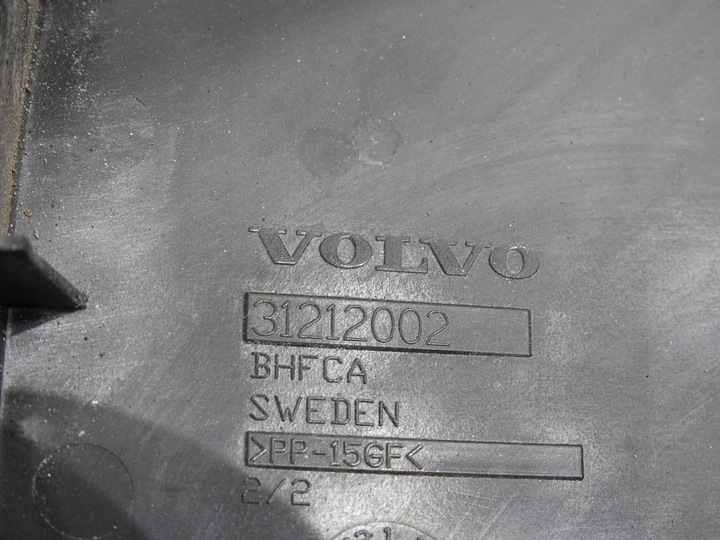 VOLVO
31212002
BHFCA
SWEDEN
>PP-15GF<
2/2